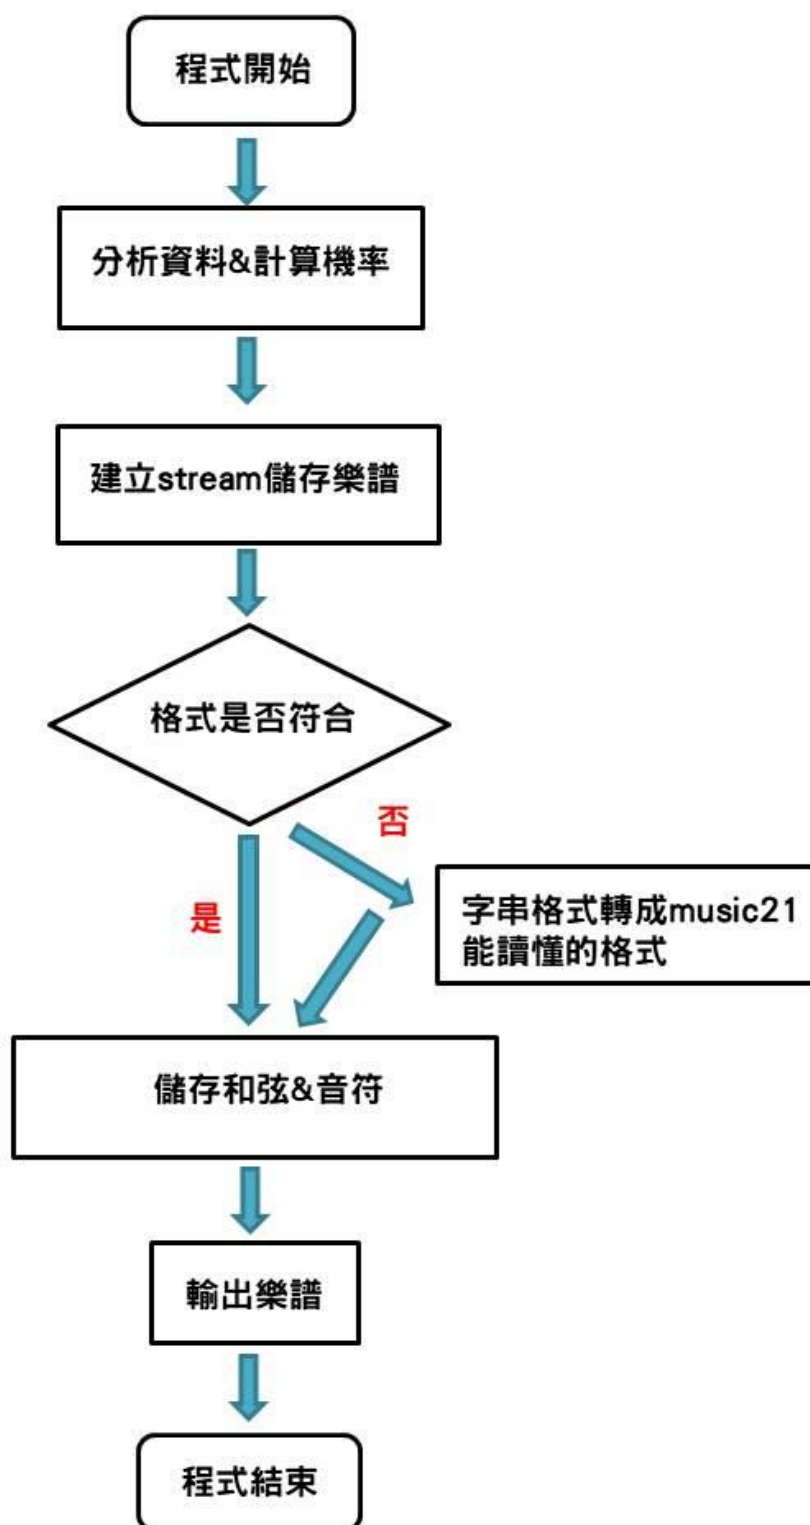 程式開始
分析資料&計算機率
建立stream儲存樂譜
格式是否符合
否
是
字串格式轉成music21
能讀懂的格式
儲存和弦&音符
輸出樂譜
程式結束